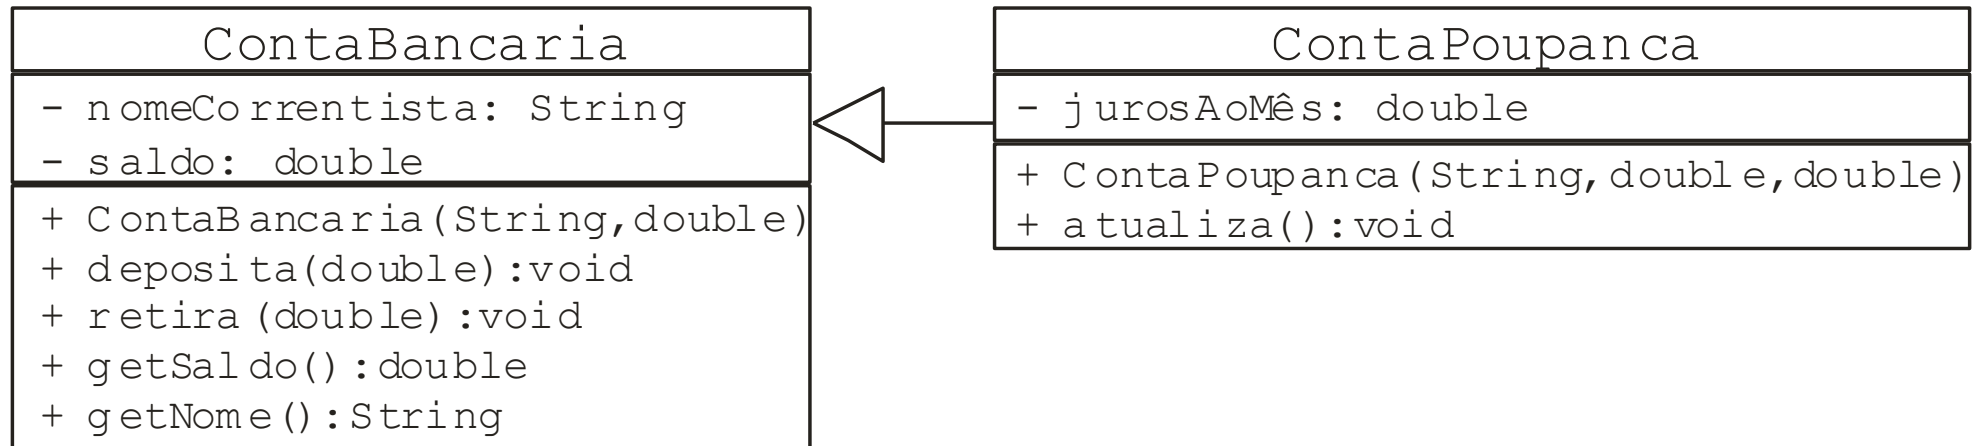 ContaBancaria
- nomeCorrentista: String
- saldo: double
+ ContaBancaria(String,double)
+ deposita(double):void
+ retira(double):void
+ getSaldo():double
+ getNome():String
ContaPoupanca
- jurosAoMês: double
+ ContaPoupanca(String,double,double)
+ atualiza():void